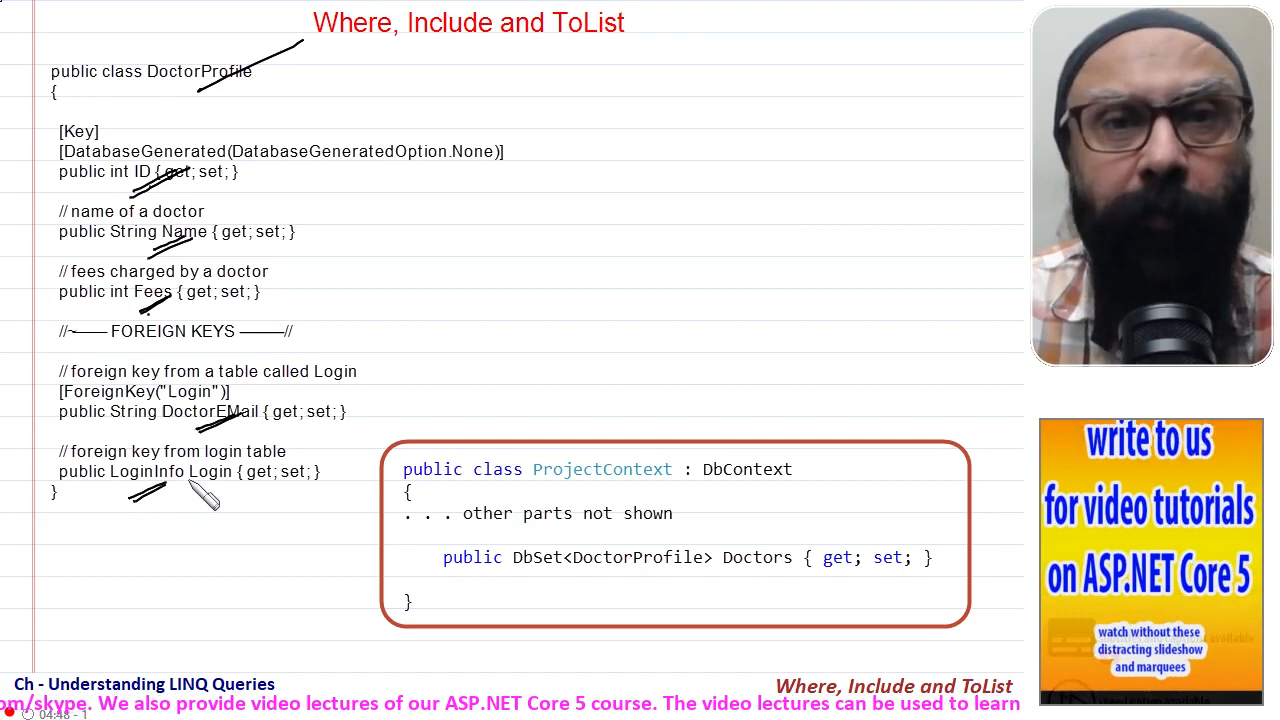 Where, Include and ToList
public class DoctorProfile
{
[Key]
[DatabaseGenerated(DatabaseGeneratedOption.None)]
public int ID { get; set; }
// name of a doctor
public String Name { get; set; }
// fees charged by a doctor
public int Fees { get; set; }
//~—— FOREIGN KEYS ———//
// foreign key from a table called Login
[ForeignKey("Login")]
public String DoctorEMail { get; set; }
// foreign key from login table
public LoginInfo Login { get; set; }
}
public class ProjectContext : DbContext
{
. . . other parts not shown
public DbSet<DoctorProfile> Doctors { get; set; }
}
write to us
for video tutorials
on ASP.NET Core 5
watch without these
distracting slideshow
and marquees
Ch - Understanding LINQ Queries
Where, Include and ToList
om/skype. We also provide video lectures of our ASP.NET Core 5 course. The video lectures can be used to learn
04:48 - 1